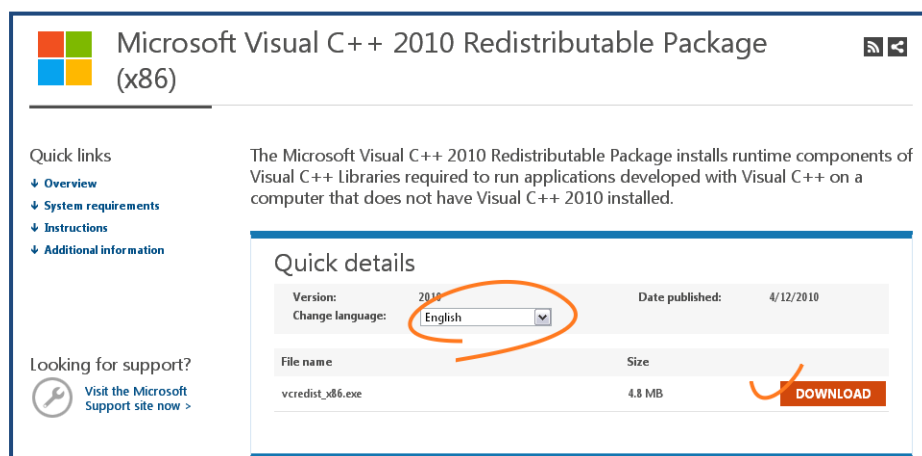 Microsoft Visual C++ 2010 Redistributable Package
(x86)
Quick links
Overview
System requirements
Instructions
Additional information
Looking for support?
Visit the Microsoft
Support site now >
The Microsoft Visual C++ 2010 Redistributable Package installs runtime components of
Visual C++ Libraries required to run applications developed with Visual C++ on a
computer that does not have Visual C++ 2010 installed.
Quick details
Version: 2010 Date published: 4/12/2010
Change language: English
File name Size
vcredist_x86.exe 4.8 MB DOWNLOAD